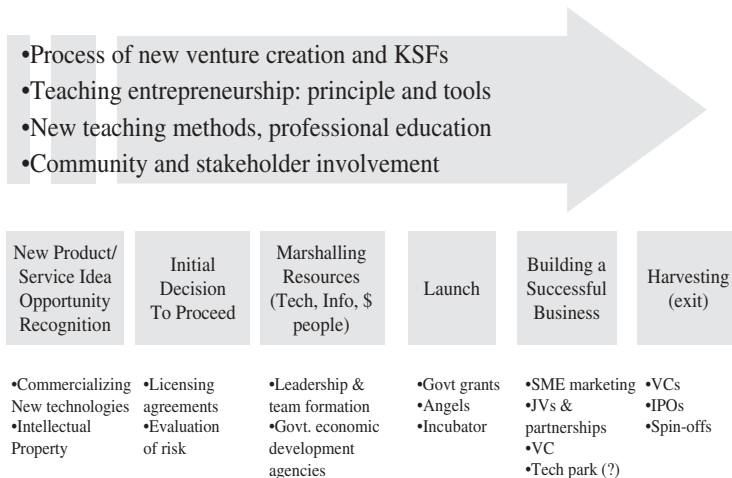 •Process of new venture creation and KSFs
•Teaching entrepreneurship: principle and tools
•New teaching methods, professional education
•Community and stakeholder involvement
New Product/
Service Idea
Opportunity
Recognition
Initial
Decision
To Proceed
Marshalling
Resources
(Tech, Info, $
people)
Launch
Building a
Successful
Business
Harvesting
(exit)
•Commercializing
New technologies
•Intellectual
Property
•Licensing
agreements
•Evaluation
of risk
•Leadership &
team formation
•Govt. economic
development
agencies
•Govt grants
•Angels
•Incubator
•SME marketing
•JVs &
partnerships
•VC
•Tech park (?)
•VCs
•IPOs
•Spin-offs